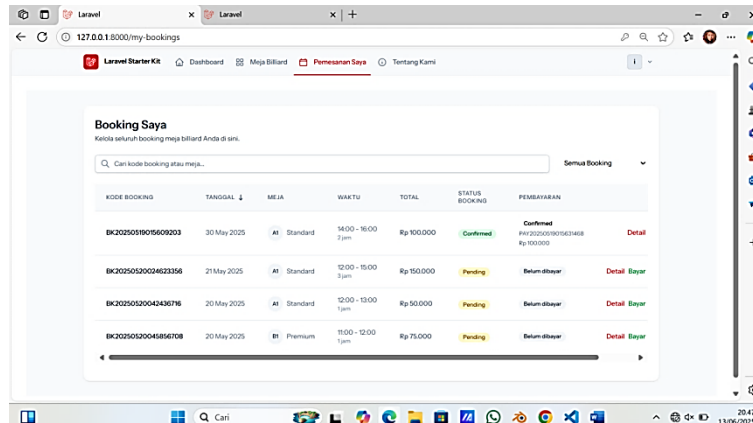 Laravel
Laravel
127.0.0.1:8000/my-bookings
Laravel Starter Kit Dashboard Meja Billiard Pemesanan Saya Tentang Kami
Booking Saya
Kelola seluruh booking meja billiard Anda di sini.
Cari kode booking atau meja...
Semua Booking
KODE BOOKING TANGGAL ↓ MEJA WAKTU TOTAL STATUS BOOKING PEMBAYARAN
BK20250519015609203 30 May 2025 A1 Standard 14:00 - 16:00 2 jam Rp 100.000 Confirmed Confirmed PAY20250519015631468 Rp 100.000 Detail
BK20250520024623356 21 May 2025 A1 Standard 12:00 - 15:00 3 jam Rp 150.000 Pending Belum dibayar Detail Bayar
BK20250520042436716 20 May 2025 A1 Standard 12:00 - 13:00 1 jam Rp 50.000 Pending Belum dibayar Detail Bayar
BK20250520045856708 20 May 2025 B1 Premium 11:00 - 12:00 1 jam Rp 75.000 Pending Belum dibayar Detail Bayar
Cari
20.47
13/06/2025